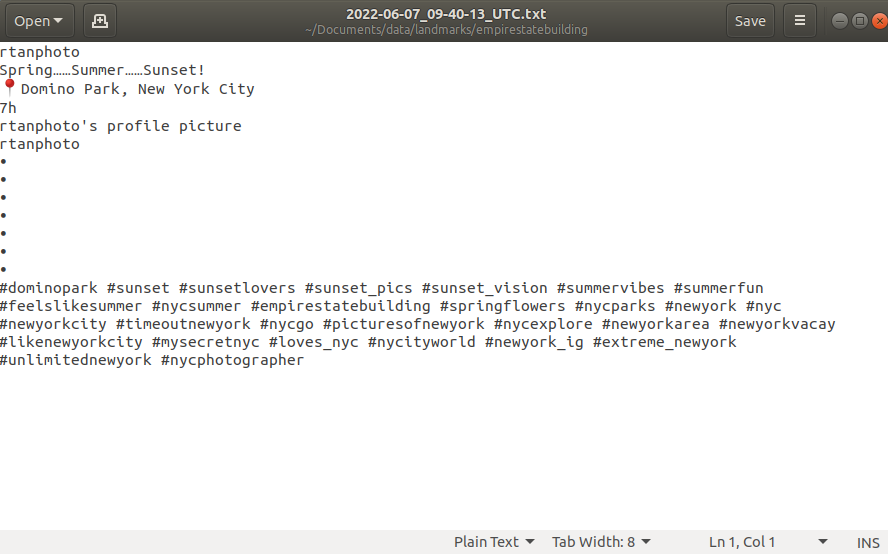 Open
2022-06-07_09-40-13_UTC.txt
~/Documents/data/landmarks/empirestatebuilding
Save
rtanphoto
Spring……Summer……Sunset!
📍Domino Park, New York City
7h
rtanphoto's profile picture
rtanphoto
•
•
•
•
•
•
•
#dominopark #sunset #sunsetlovers #sunset_pics #sunset_vision #summervibes #summerfun
#feelslikesummer #nycsummer #empirestatebuilding #springflowers #nycparks #newyork #nyc
#newyorkcity #timeoutnewyork #nycgo #picturesofnewyork #nycexplore #newyorkarea #newyorkvacay
#likenewyorkcity #mysecretnyc #loves_nyc #nycityworld #newyork_ig #extreme_newyork
#unlimitednewyork #nycphotographer
Plain Text Tab Width: 8 Ln 1, Col 1 INS